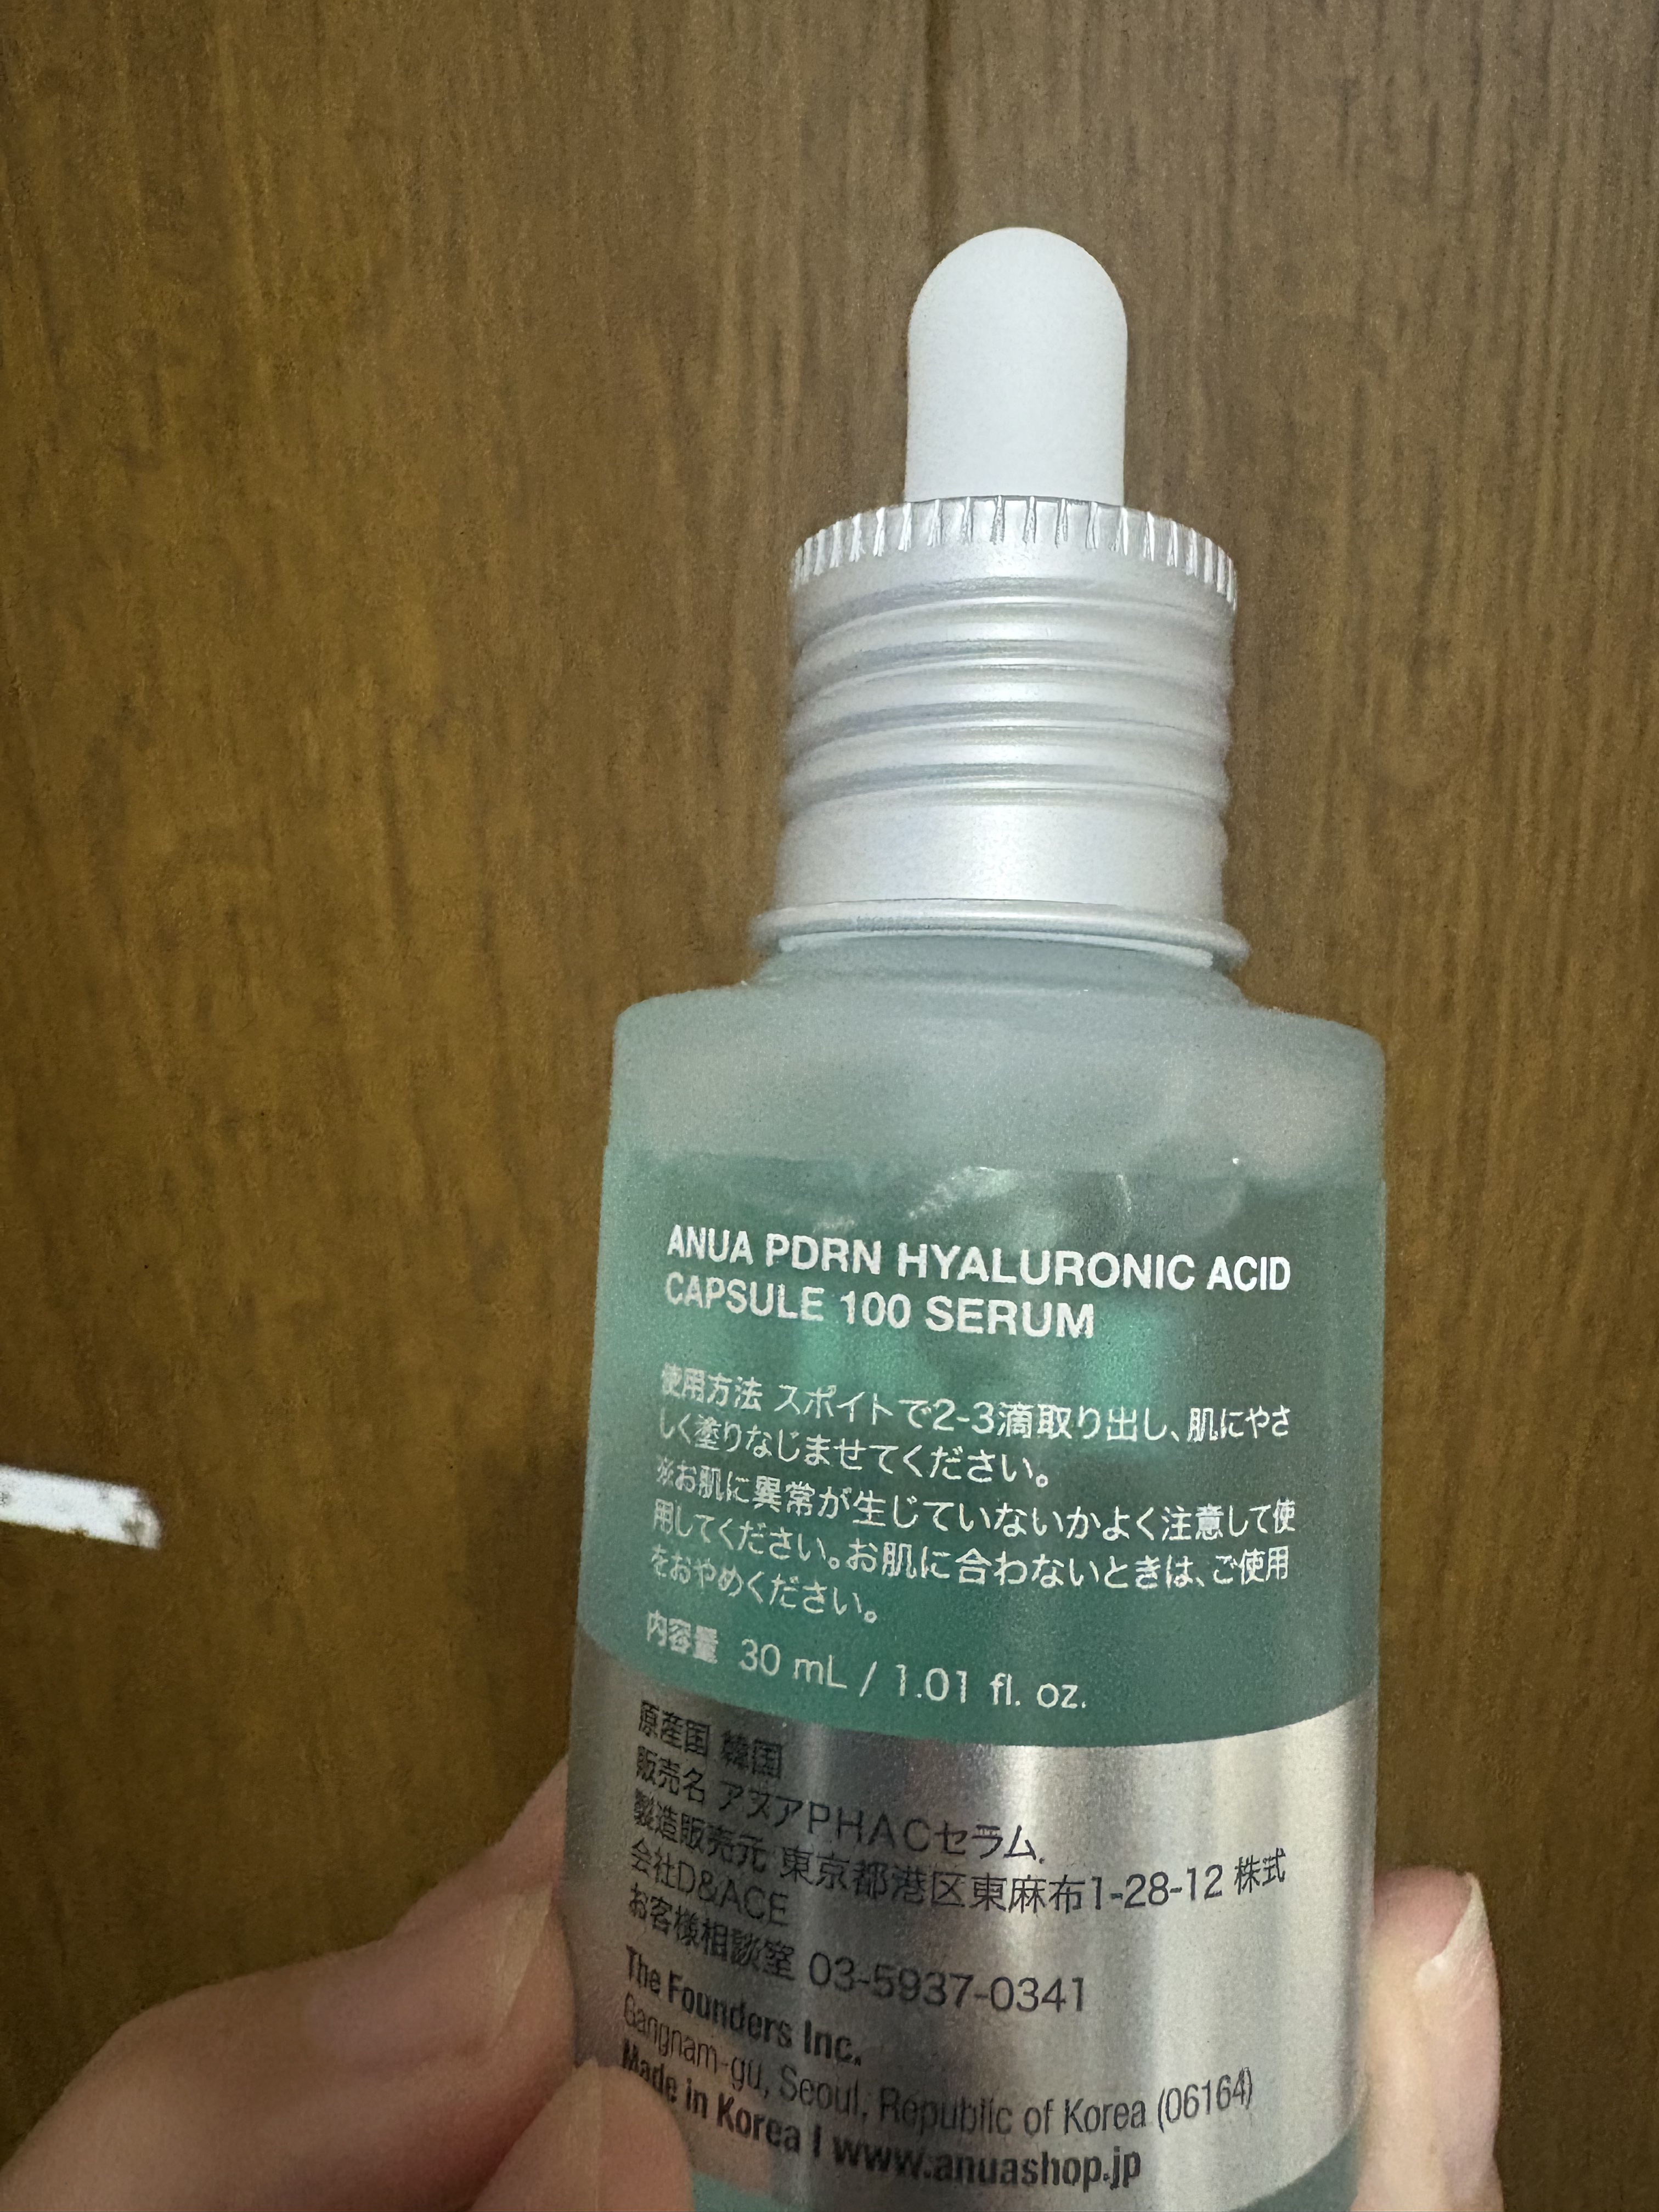 ANUA PDRN HYALURONIC ACID
CAPSULE 100 SERUM
使用方法 スポイトで2-3滴取り出し、肌にやさ
しく塗りなじませてください。
※お肌に異常が生じていないかよく注意して使
用してください。お肌に合わないときは、ご使用
をおやめください。
内容量 30 mL / 1.01 fl. oz.
原産国 韓国
販売名 アヌアPHACセラム
製造販売元 東京都港区東麻布1-28-12 株式
会社D&ACE
お客様相談室 03-5937-0341
The Founders Inc.
Gangnam-gu, Seoul, Republic of Korea (06164)
Made in Korea I www.anuashop.jp